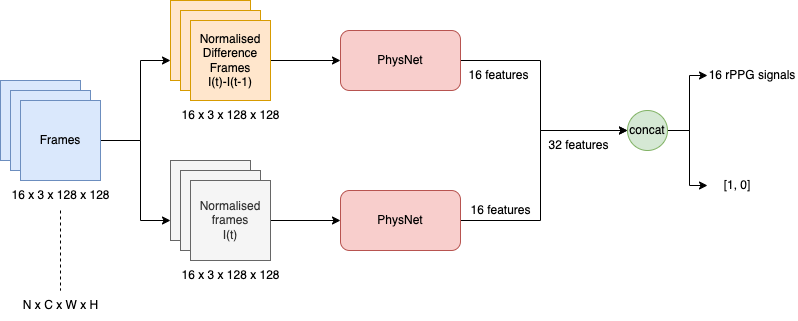 Frames
16 x 3 x 128 x 128
N x C x W x H
Normalised
Difference
Frames
I(t)-I(t-1)
16 x 3 x 128 x 128
Normalised
frames
I(t)
16 x 3 x 128 x 128
PhysNet
16 features
PhysNet
16 features
32 features
concat
16 rPPG signals
[1, 0]